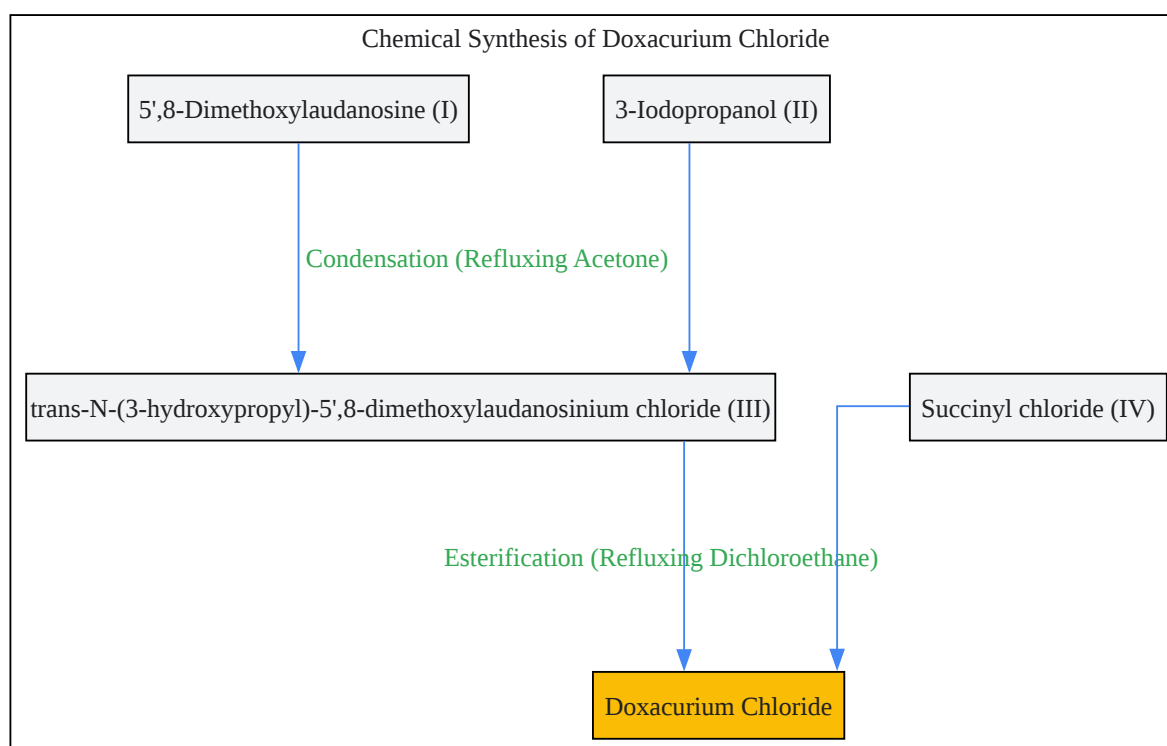 Chemical Synthesis of Doxacurium Chloride
5',8-Dimethoxylaudanosine (I)
3-Iodopropanol (II)
Condensation (Refluxing Acetone)
trans-N-(3-hydroxypropyl)-5',8-dimethoxylaudanosinium chloride (III)
Succinyl chloride (IV)
Esterification (Refluxing Dichloroethane)
Doxacurium Chloride